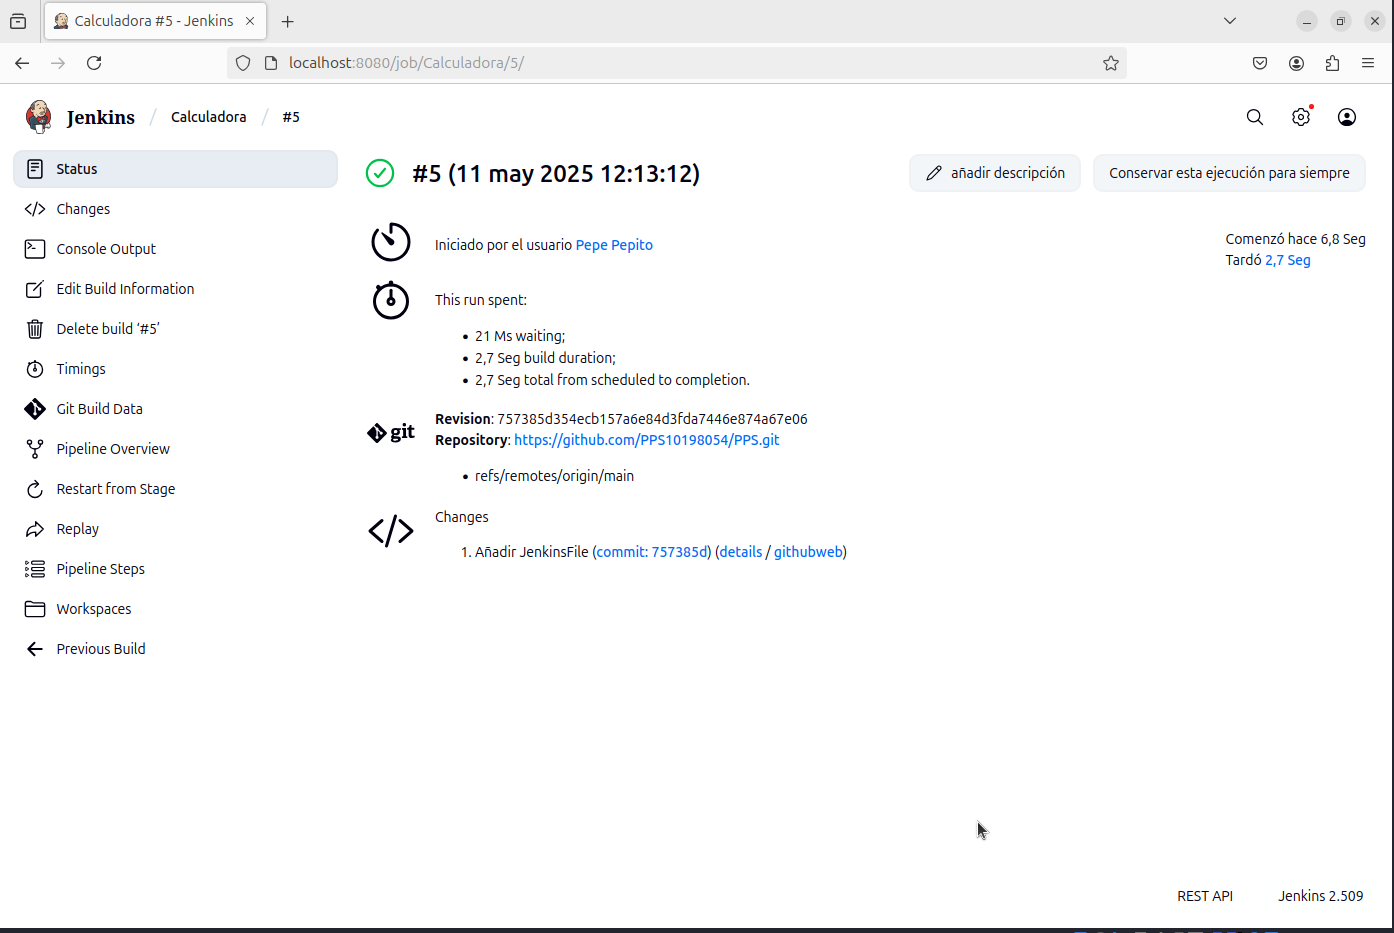 Calculadora #5 - Jenkins
localhost:8080/job/Calculadora/5/
Jenkins / Calculadora / #5
Status
Changes
Console Output
Edit Build Information
Delete build ‘#5’
Timings
Git Build Data
Pipeline Overview
Restart from Stage
Replay
Pipeline Steps
Workspaces
Previous Build
#5 (11 may 2025 12:13:12)
añadir descripción
Conservar esta ejecución para siempre
Iniciado por el usuario Pepe Pepito
Comenzó hace 6,8 Seg
Tardó 2,7 Seg
This run spent:
• 21 Ms waiting;
• 2,7 Seg build duration;
• 2,7 Seg total from scheduled to completion.
git
Revision: 757385d354ecb157a6e84d3fda7446e874a67e06
Repository: https://github.com/PPS10198054/PPS.git
• refs/remotes/origin/main
Changes
1. Añadir JenkinsFile (commit: 757385d) (details / githubweb)
REST API
Jenkins 2.509